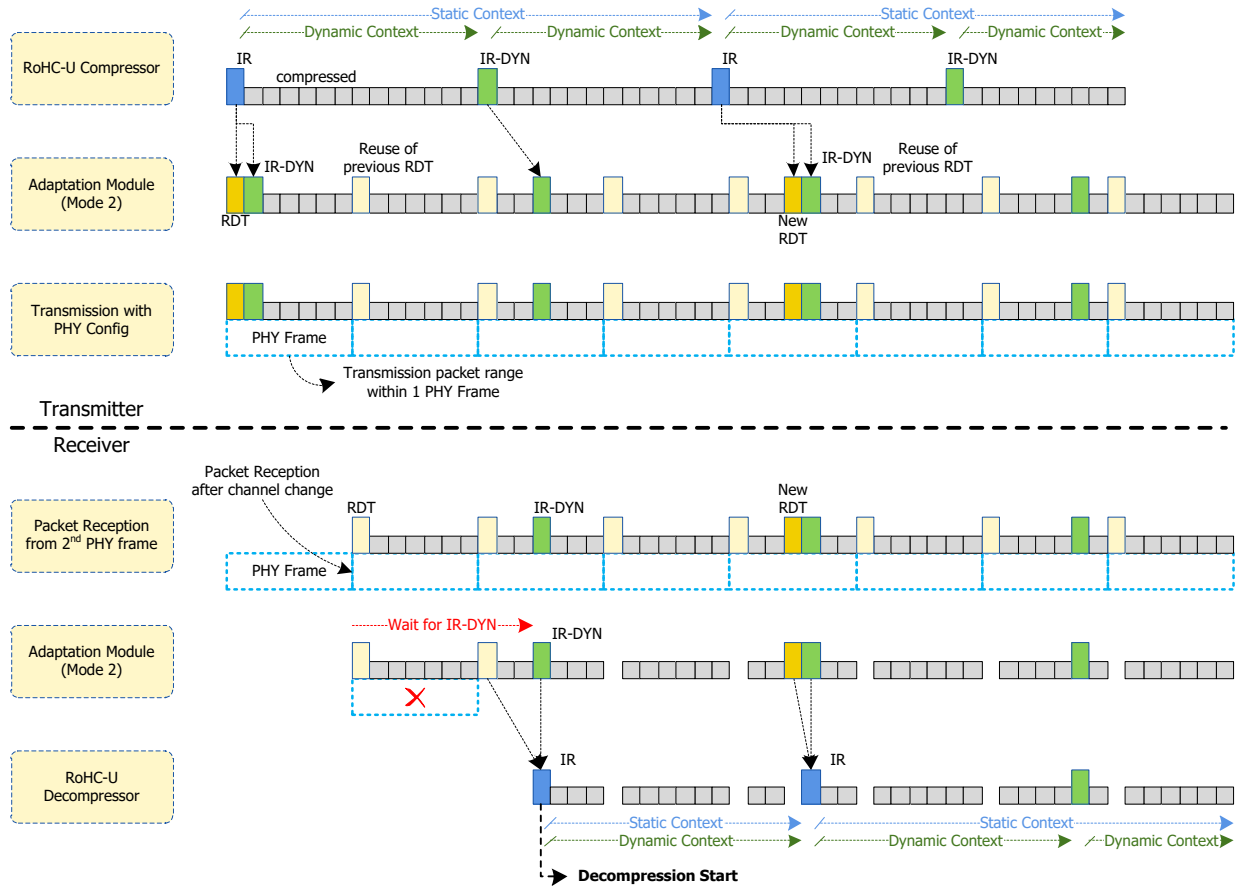 Static Context
Static Context
Dynamic Context
Dynamic Context
Dynamic Context
Dynamic Context
RoHC-U Compressor
IR
compressed
IR-DYN
IR
IR-DYN
Adaptation Module
(Mode 2)
IR-DYN
Reuse of
previous RDT
IR-DYN
Reuse of
previous RDT
RDT
New
RDT
Transmission with
PHY Config
PHY Frame
Transmission packet range
within 1 PHY Frame
Transmitter
Receiver
Packet Reception
after channel change
Packet Reception
from 2nd PHY frame
RDT
IR-DYN
New
RDT
PHY Frame
Adaptation Module
(Mode 2)
Wait for IR-DYN
IR-DYN
X
RoHC-U
Decompressor
IR
IR
Static Context
Static Context
Dynamic Context
Dynamic Context
Dynamic Context
Decompression Start